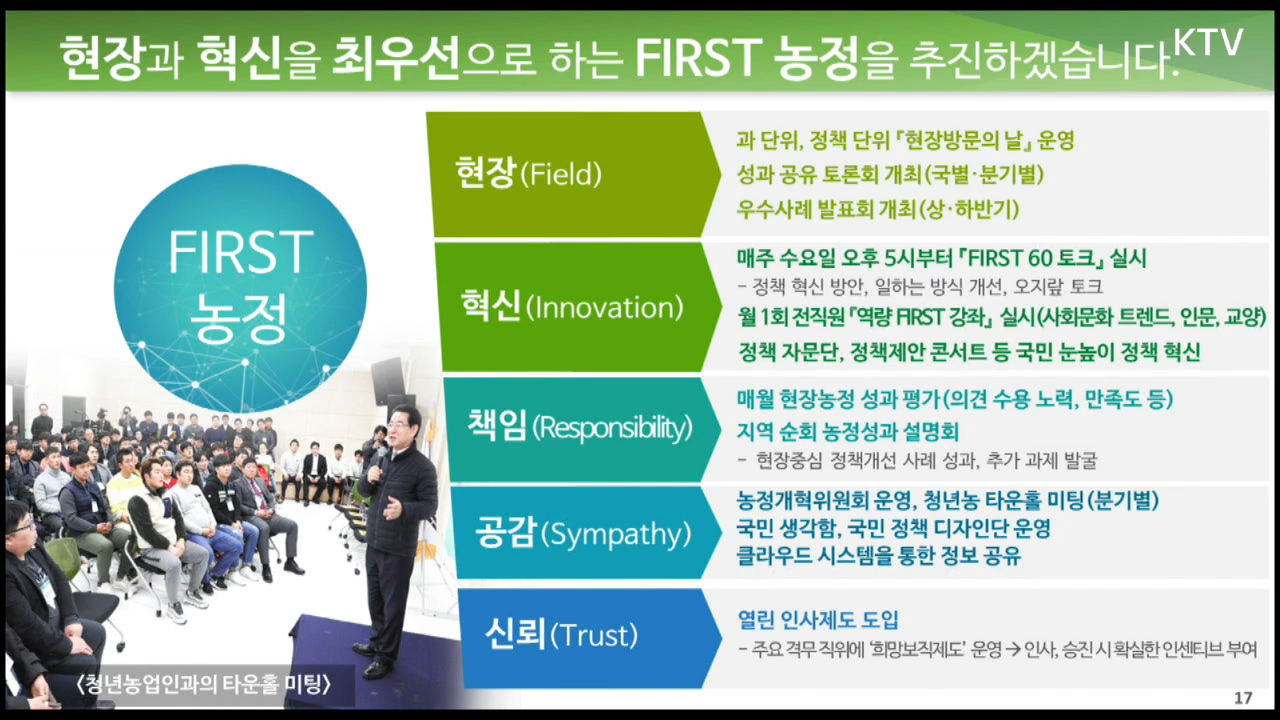 현장과 혁신을 최우선으로 하는 FIRST 농정을 추진하겠습니다.
KTV
FIRST
농정
현장(Field)
과 단위, 정책 단위 『현장방문의 날』 운영
성과 공유 토론회 개최(국별·분기별)
우수사례 발표회 개최(상·하반기)
혁신(Innovation)
매주 수요일 오후 5시부터 『FIRST 60 토크』 실시
- 정책 혁신 방안, 일하는 방식 개선, 오지랖 토크
월 1회 전직원 『역량 FIRST 강좌』 실시(사회문화 트렌드, 인문, 교양)
정책 자문단, 정책제안 콘서트 등 국민 눈높이 정책 혁신
책임(Responsibility)
매월 현장농정 성과 평가(의견 수용 노력, 만족도 등)
지역 순회 농정성과 설명회
- 현장중심 정책개선 사례 성과, 추가 과제 발굴
공감(Sympathy)
농정개혁위원회 운영, 청년농 타운홀 미팅(분기별)
국민 생각함, 국민 정책 디자인단 운영
클라우드 시스템을 통한 정보 공유
신뢰(Trust)
열린 인사제도 도입
- 주요 격무 직위에 ‘희망보직제도’ 운영 → 인사, 승진 시 확실한 인센티브 부여
〈청년농업인과의 타운홀 미팅〉
17